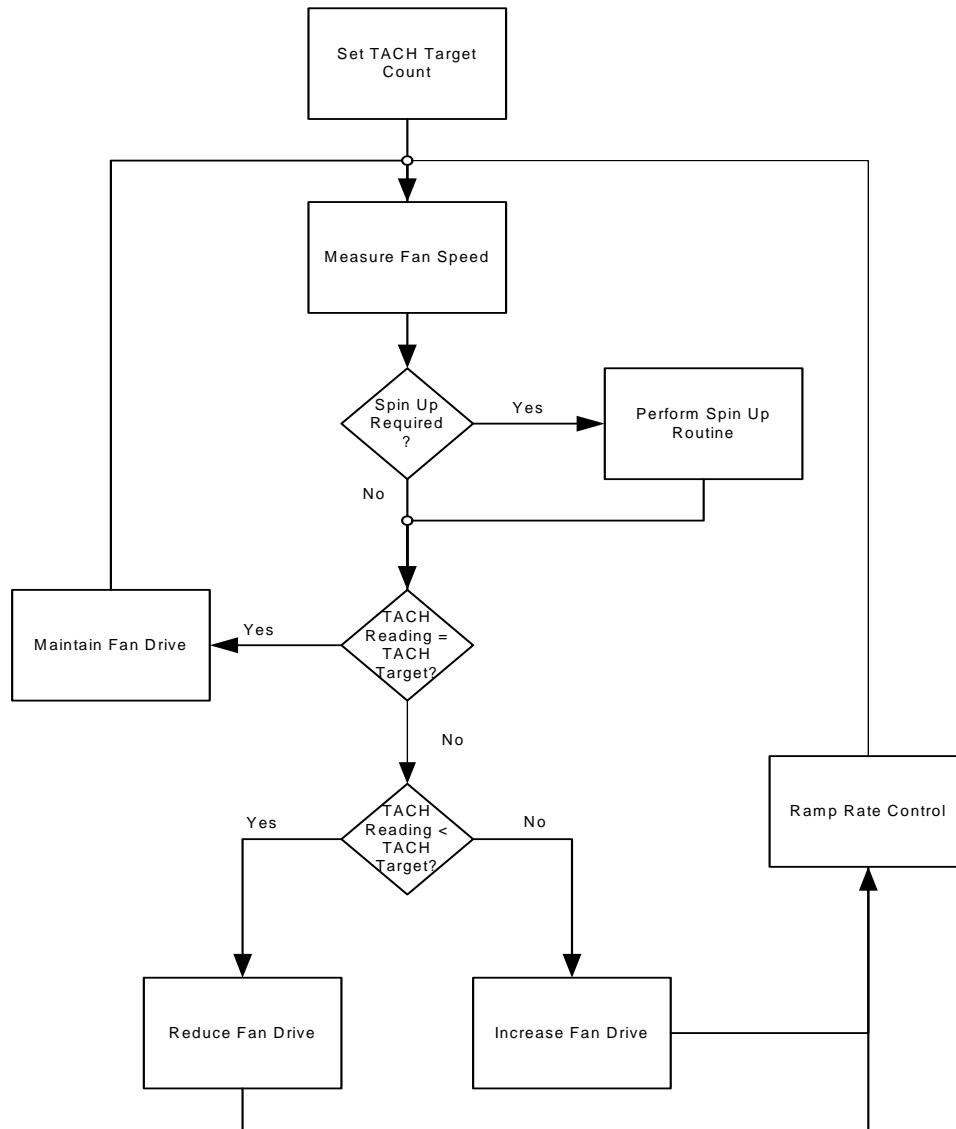 Set TACH Target
Count
Measure Fan Speed
Spin Up
Required
?
Yes
Perform Spin Up
Routine
No
TACH
Reading =
TACH
Target?
Yes
Maintain Fan Drive
No
TACH
Reading <
TACH
Target?
Yes
No
Ramp Rate Control
Reduce Fan Drive
Increase Fan Drive